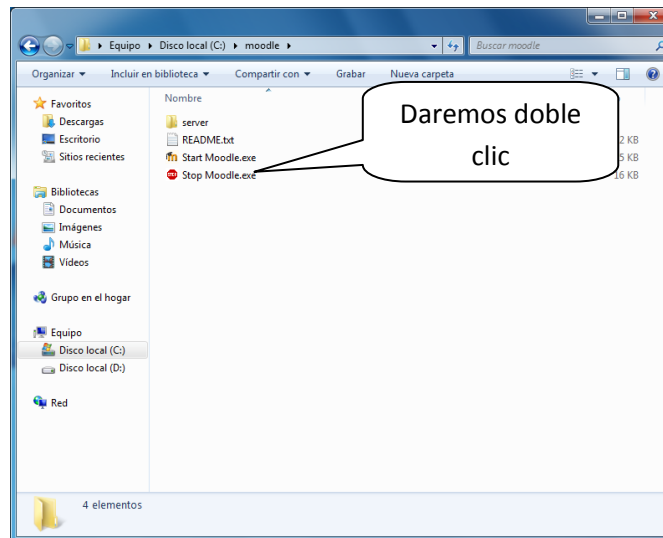 Equipo ▸ Disco local (C:) ▸ moodle ▸
Buscar moodle
Organizar ▾ Incluir en biblioteca ▾ Compartir con ▾ Grabar Nueva carpeta
Favoritos
Descargas
Escritorio
Sitios recientes
Bibliotecas
Documentos
Imágenes
Música
Vídeos
Grupo en el hogar
Equipo
Disco local (C:)
Disco local (D:)
Red
Nombre
server
README.txt
2 KB
Start Moodle.exe
5 KB
Stop Moodle.exe
16 KB
Daremos doble
clic
4 elementos